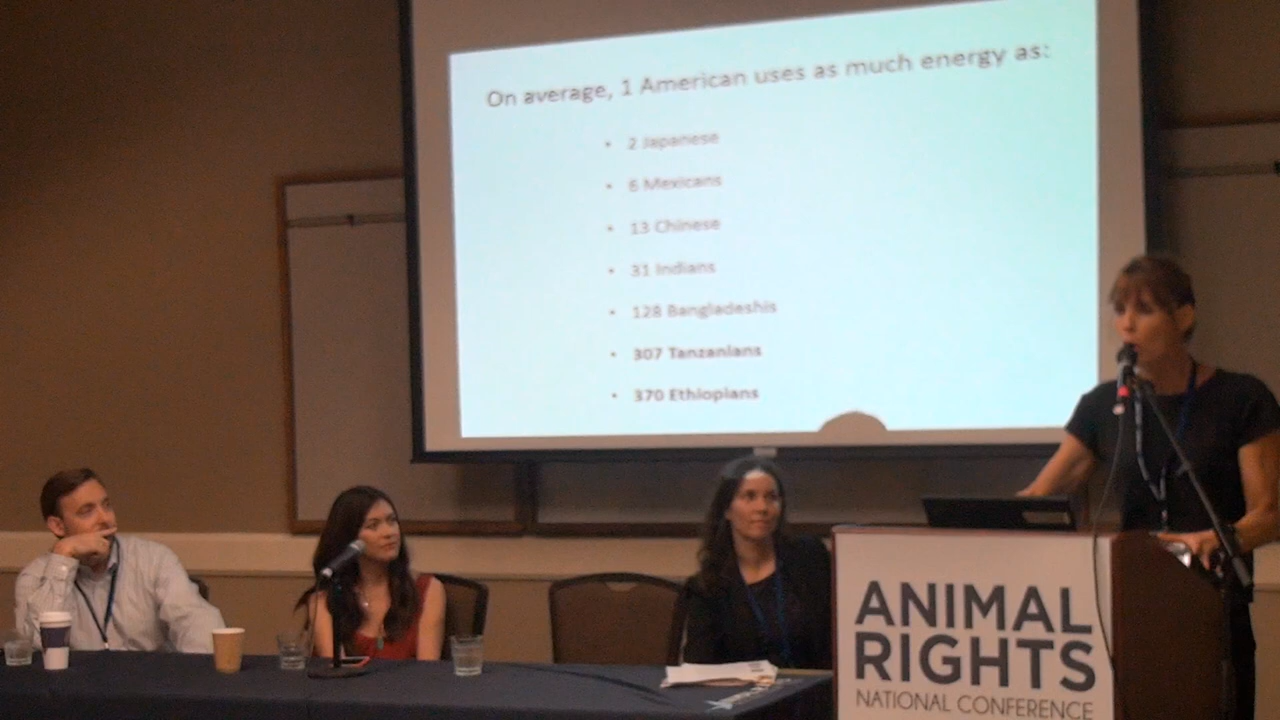 On average, 1 American uses as much energy as:
• 2 Japanese
• 6 Mexicans
• 13 Chinese
• 31 Indians
• 128 Bangladeshis
• 307 Tanzanians
• 370 Ethiopians
ANIMAL
RIGHTS
NATIONAL CONFERENCE